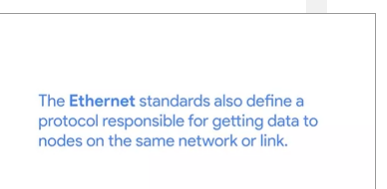 The Ethernet standards also define a
protocol responsible for getting data to
nodes on the same network or link.